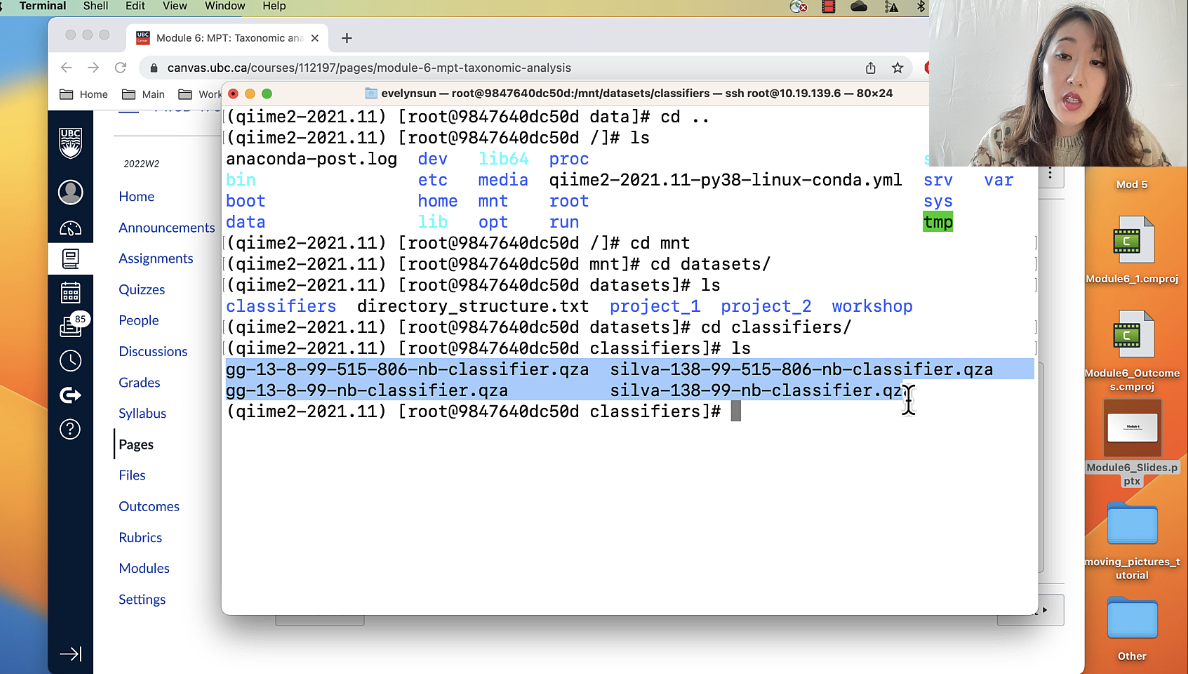 Terminal Shell Edit View Window Help
Module 6: MPT: Taxonomic ana
canvas.ubc.ca/courses/112197/pages/module-6-mpt-taxonomic-analysis
Home Main Work
evelynsun — root@9847640dc50d:/mnt/datasets/classifiers — ssh root@10.19.139.6 — 80×24
(qiime2-2021.11) [root@9847640dc50d data]# cd ..
(qiime2-2021.11) [root@9847640dc50d /]# ls
anaconda-post.log dev lib64 proc
bin etc media qiime2-2021.11-py38-linux-conda.yml srv var
boot home mnt root sys
data lib opt run tmp
(qiime2-2021.11) [root@9847640dc50d /]# cd mnt
(qiime2-2021.11) [root@9847640dc50d mnt]# cd datasets/
(qiime2-2021.11) [root@9847640dc50d datasets]# ls
classifiers directory_structure.txt project_1 project_2 workshop
(qiime2-2021.11) [root@9847640dc50d datasets]# cd classifiers/
(qiime2-2021.11) [root@9847640dc50d classifiers]# ls
gg-13-8-99-515-806-nb-classifier.qza silva-138-99-515-806-nb-classifier.qza
gg-13-8-99-nb-classifier.qza silva-138-99-nb-classifier.qza
(qiime2-2021.11) [root@9847640dc50d classifiers]#
UBC
85
2022W2
Home
Announcements
Assignments
Quizzes
People
Discussions
Grades
Syllabus
Pages
Files
Outcomes
Rubrics
Modules
Settings
Mod 5
Module6_1.cmproj
Module6_Outcome
s.cmproj
Module6_Slides.p
ptx
moving_pictures_t
utorial
Other